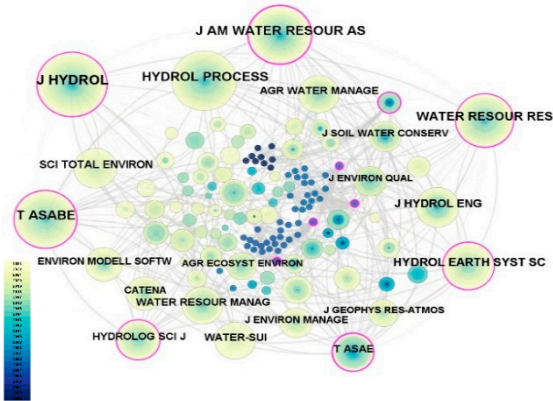 J AM WATER RESOUR AS
J HYDROL
HYDROL PROCESS
AGR WATER MANAGE
WATER RESOUR RES
J SOIL WATER CONSERV
SCI TOTAL ENVIRON
J ENVIRON QUAL
J HYDROL ENG
T ASABE
ENVIRON MODELL SOFTW
AGR ECOSYST ENVIRON
HYDROL EARTH SYST SC
CATENA
WATER RESOUR MANAG
J GEOPHYS RES-ATMOS
J ENVIRON MANAGE
HYDROLOG SCI J
WATER-SUI
T ASAE